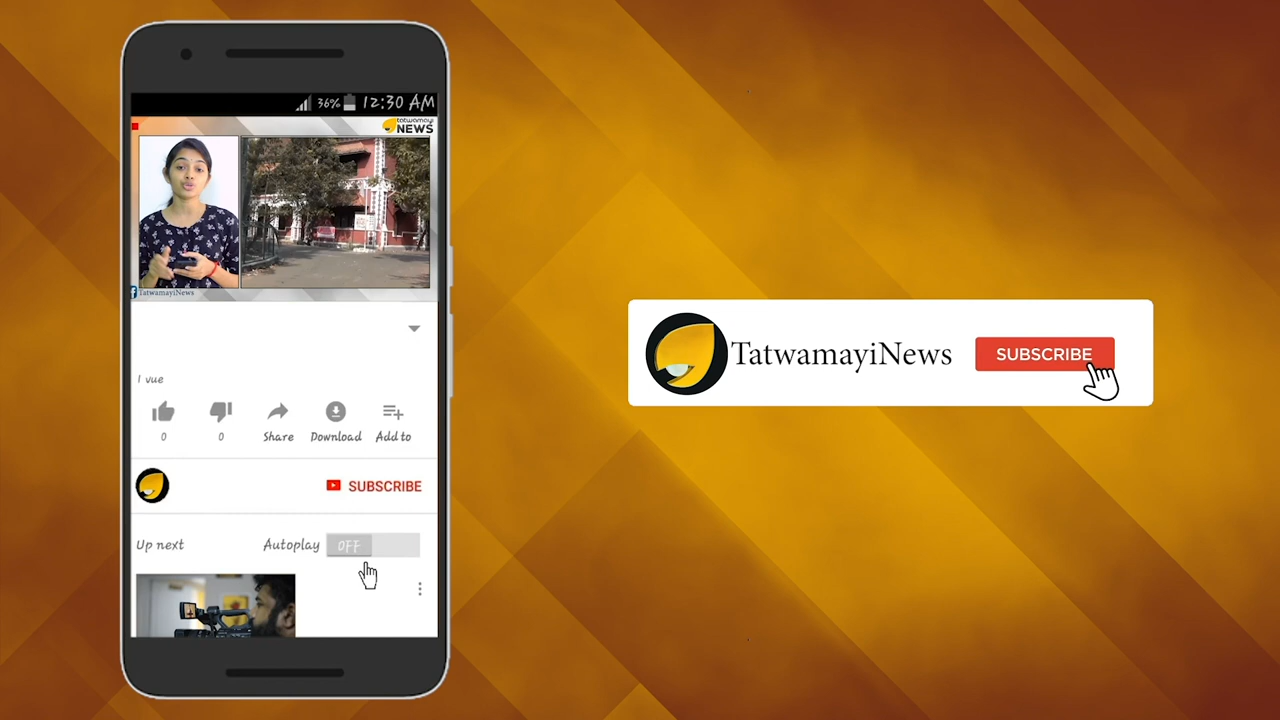 36% 12:30 AM
tatwamayi
NEWS
TatwamayiNews
1 vue
0
0
Share
Download
Add to
SUBSCRIBE
Up next
Autoplay
OFF
TatwamayiNews
SUBSCRIBE